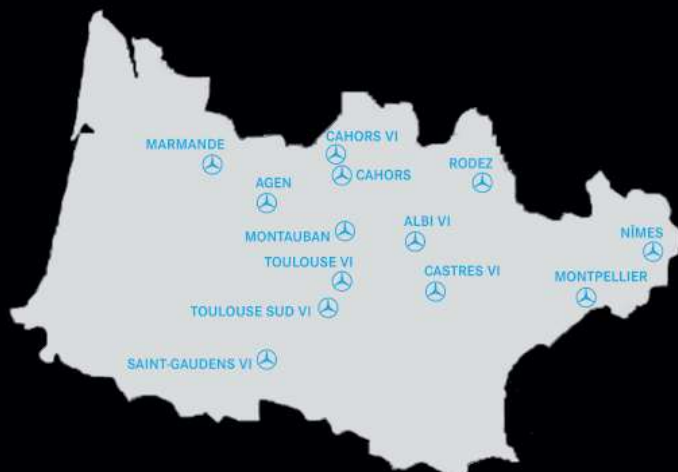 CAHORS VI
MARMANDE
RODEZ
CAHORS
AGEN
ALBI VI
MONTAUBAN
NÎMES
TOULOUSE VI
CASTRES VI
MONTPELLIER
TOULOUSE SUD VI
SAINT-GAUDENS VI